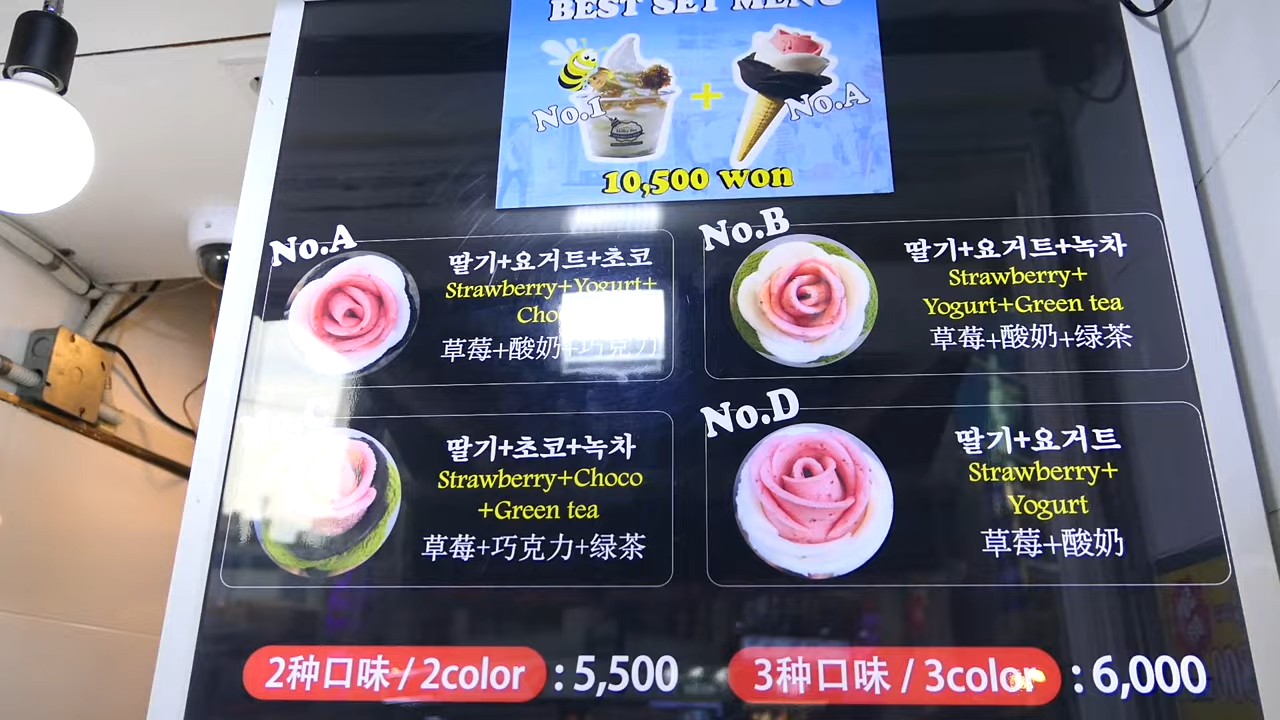 BEST SET MENU
No.1
+
No.A
10,500 won
No.A
딸기+요거트+초코
Strawberry+Yogurt+
草莓+酸奶+巧克力
No.B
딸기+요거트+녹차
Strawberry+
Yogurt+Green tea
草莓+酸奶+绿茶
딸기+초코+녹차
Strawberry+Choco
+Green tea
草莓+巧克力+绿茶
No.D
딸기+요거트
Strawberry+
Yogurt
草莓+酸奶
2种口味 / 2color : 5,500
3种口味 / 3color : 6,000